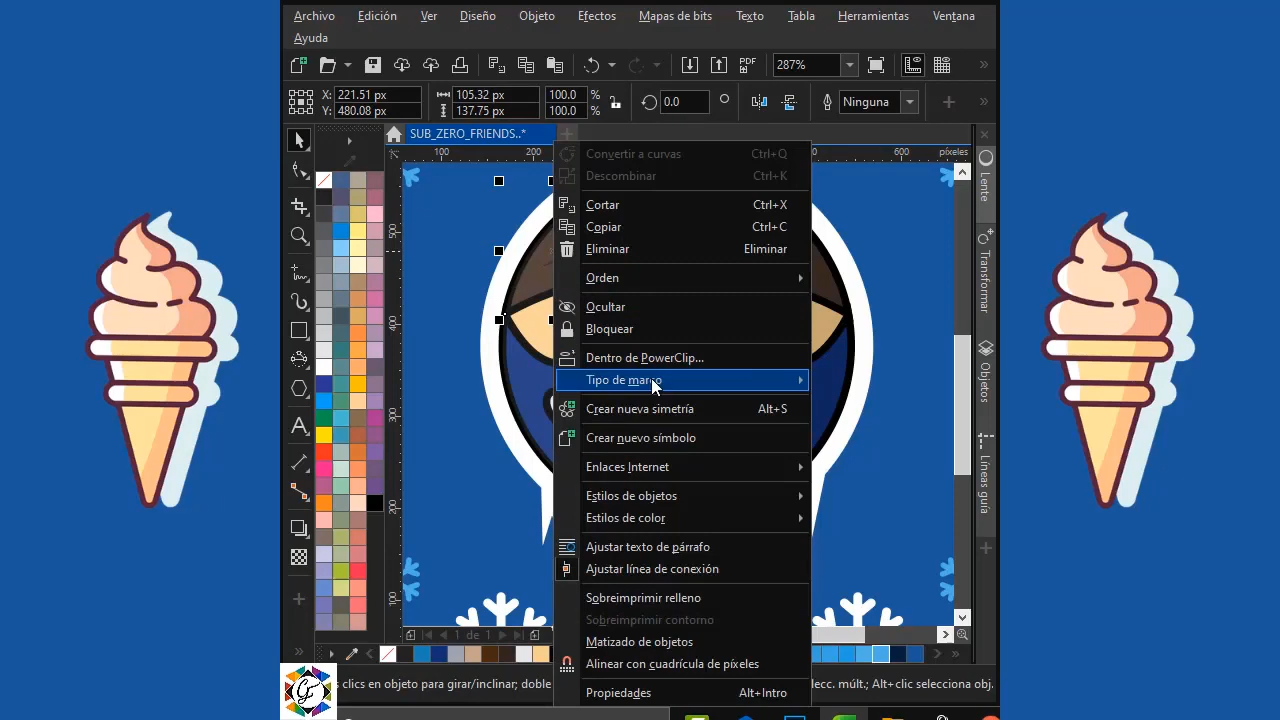 Archivo Edición Ver Diseño Objeto Efectos Mapas de bits Texto Tabla Herramientas Ventana
Ayuda
PDF 287%
X: 221.51 px 105.32 px 100.0 % 0.0 Ninguna
Y: 480.08 px 137.75 px 100.0 %
SUB_ZERO_FRIENDS..*
100 200 600 píxeles
500
400
200
100
Convertir a curvas Ctrl+Q
Descombinar Ctrl+K
Cortar Ctrl+X
Copiar Ctrl+C
Eliminar Eliminar
Orden
Ocultar
Bloquear
Dentro de PowerClip...
Tipo de marco
Crear nueva simetría Alt+S
Crear nuevo símbolo
Enlaces Internet
Estilos de objetos
Estilos de color
Ajustar texto de párrafo
Ajustar línea de conexión
Sobreimprimir relleno
Sobreimprimir contorno
Matizado de objetos
Alinear con cuadrícula de píxeles
Propiedades Alt+Intro
Lente
Transformar
Objetos
Líneas guía
1 de 1
s clics en objeto para girar/inclinar; doble
lecc. múlt.; Alt+clic selecciona obj.